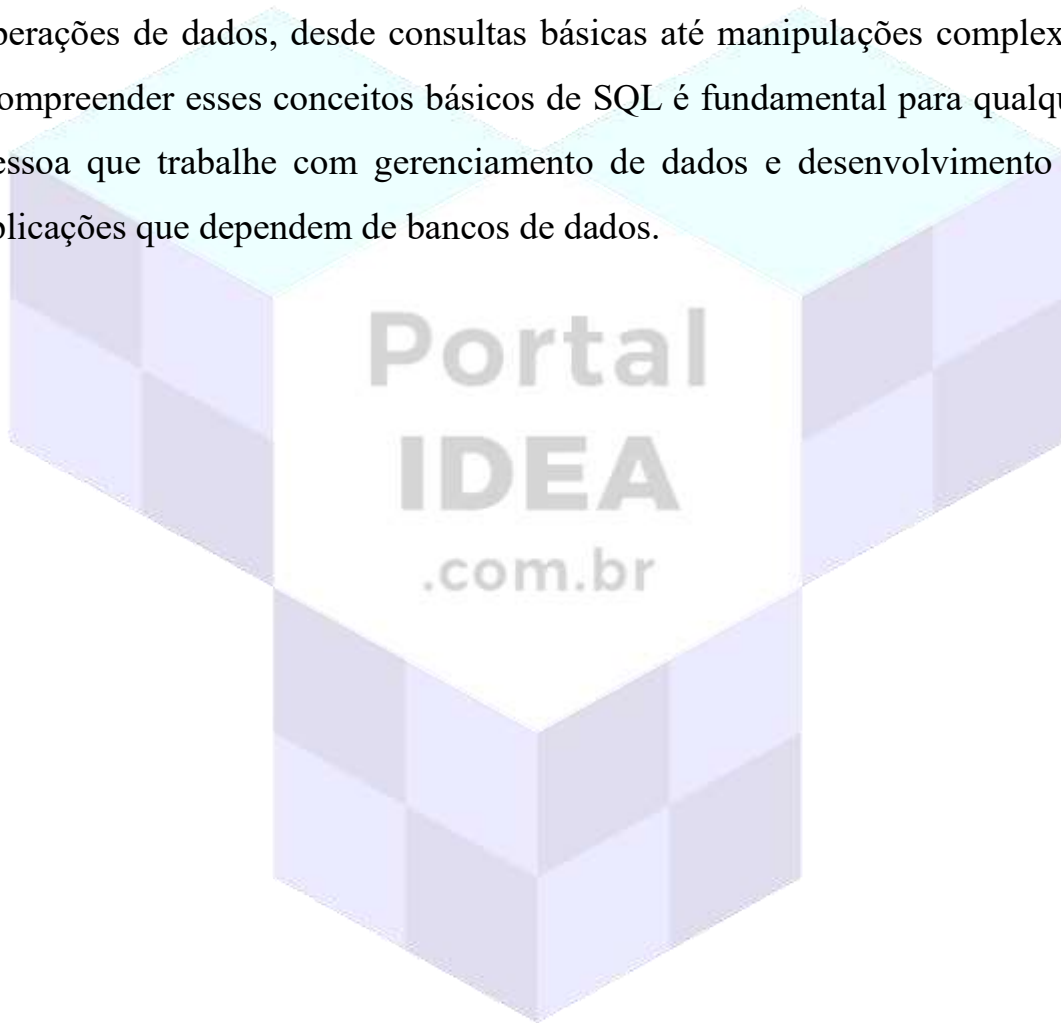 perações de dados, desde consultas básicas até manipulações complex
ompreender esses conceitos básicos de SQL é fundamental para qualqu
essoa que trabalhe com gerenciamento de dados e desenvolvimento
plicações que dependem de bancos de dados.
Portal
IDEA
.com.br